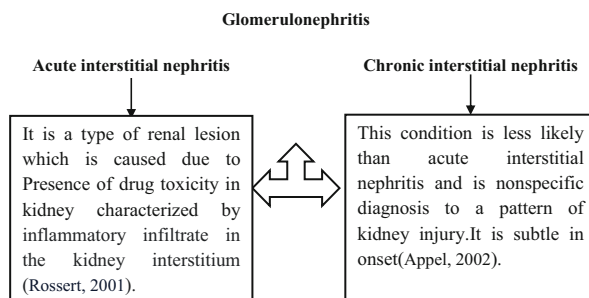 Glomerulonephritis
Acute interstitial nephritis
It is a type of renal lesion
which is caused due to
Presence of drug toxicity in
kidney characterized by
inflammatory infiltrate in
the kidney interstitium
(Rossert, 2001).
Chronic interstitial nephritis
This condition is less likely
than acute interstitial
nephritis and is nonspecific
diagnosis to a pattern of
kidney injury.It is subtle in
onset(Appel, 2002).